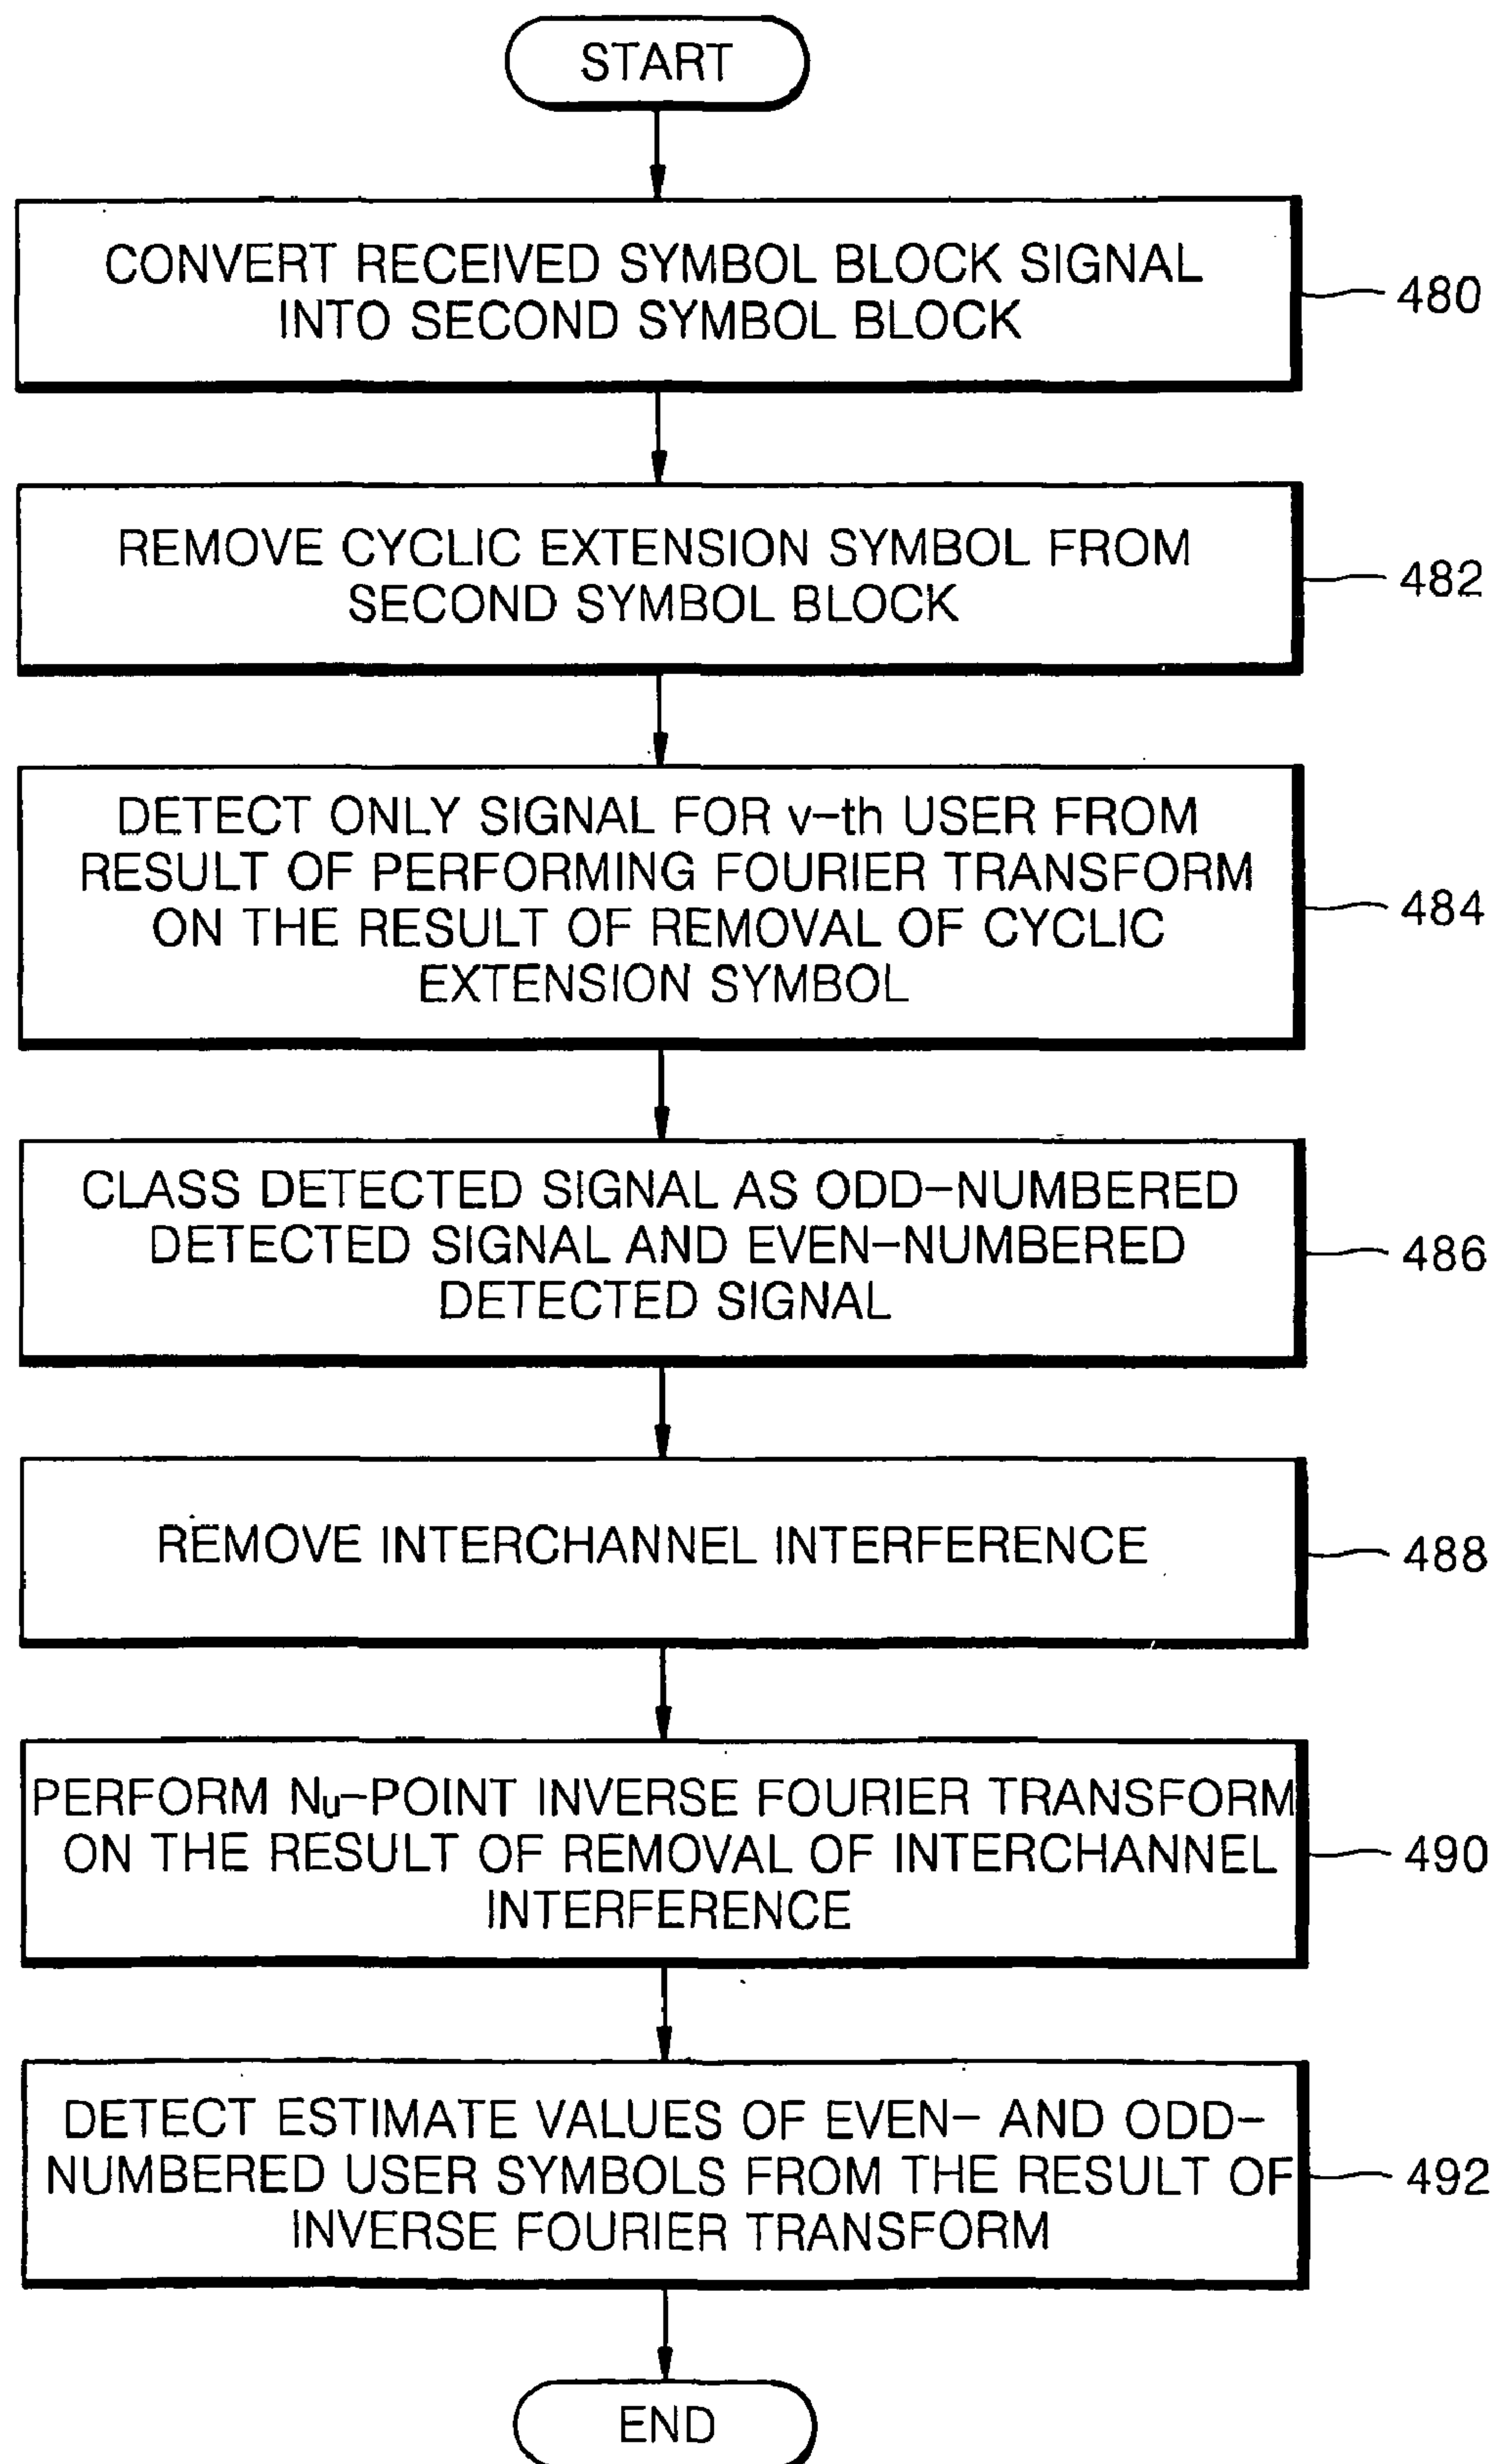 START
CONVERT RECEIVED SYMBOL BLOCK SIGNAL
INTO SECOND SYMBOL BLOCK
480
REMOVE CYCLIC EXTENSION SYMBOL FROM
SECOND SYMBOL BLOCK
482
DETECT ONLY SIGNAL FOR v-th USER FROM
RESULT OF PERFORMING FOURIER TRANSFORM
ON THE RESULT OF REMOVAL OF CYCLIC
EXTENSION SYMBOL
484
CLASS DETECTED SIGNAL AS ODD-NUMBERED
DETECTED SIGNAL AND EVEN-NUMBERED
DETECTED SIGNAL
486
REMOVE INTERCHANNEL INTERFERENCE
488
PERFORM Nu-POINT INVERSE FOURIER TRANSFORM
ON THE RESULT OF REMOVAL OF INTERCHANNEL
INTERFERENCE
490
DETECT ESTIMATE VALUES OF EVEN- AND ODD-
NUMBERED USER SYMBOLS FROM THE RESULT OF
INVERSE FOURIER TRANSFORM
492
END